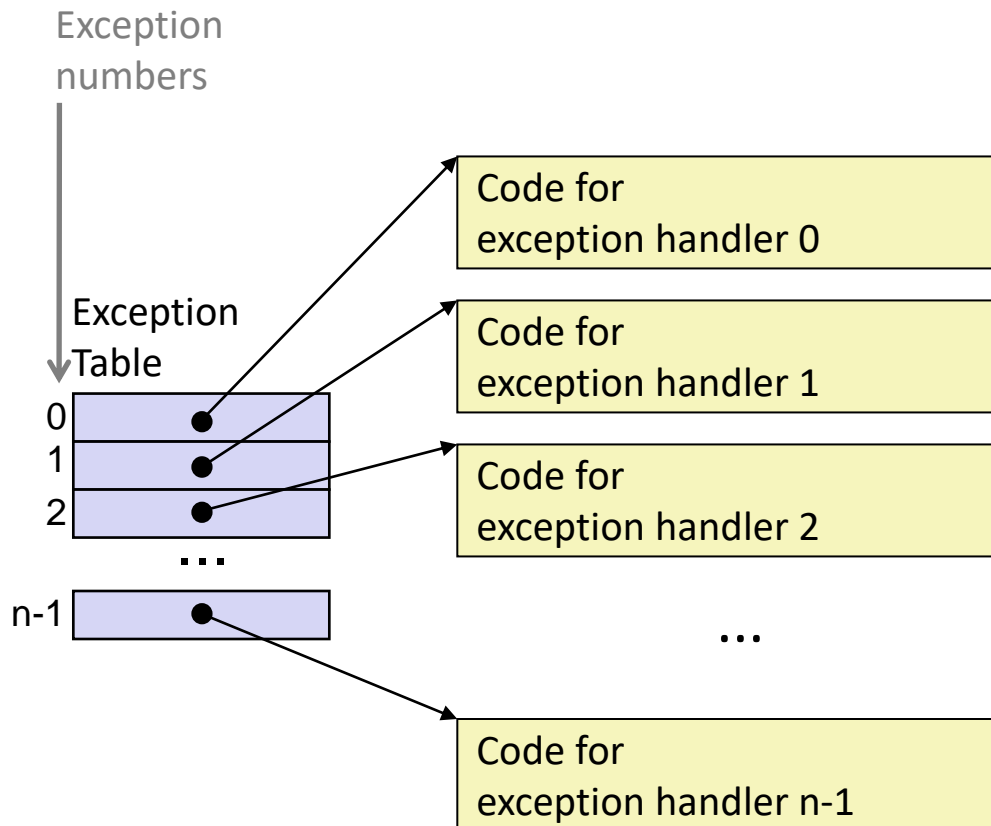 Exception
numbers
Code for
exception handler 0
Exception
Table
Code for
exception handler 1
0
1
2
...
n-1
Code for
exception handler 2
...
Code for
exception handler n-1